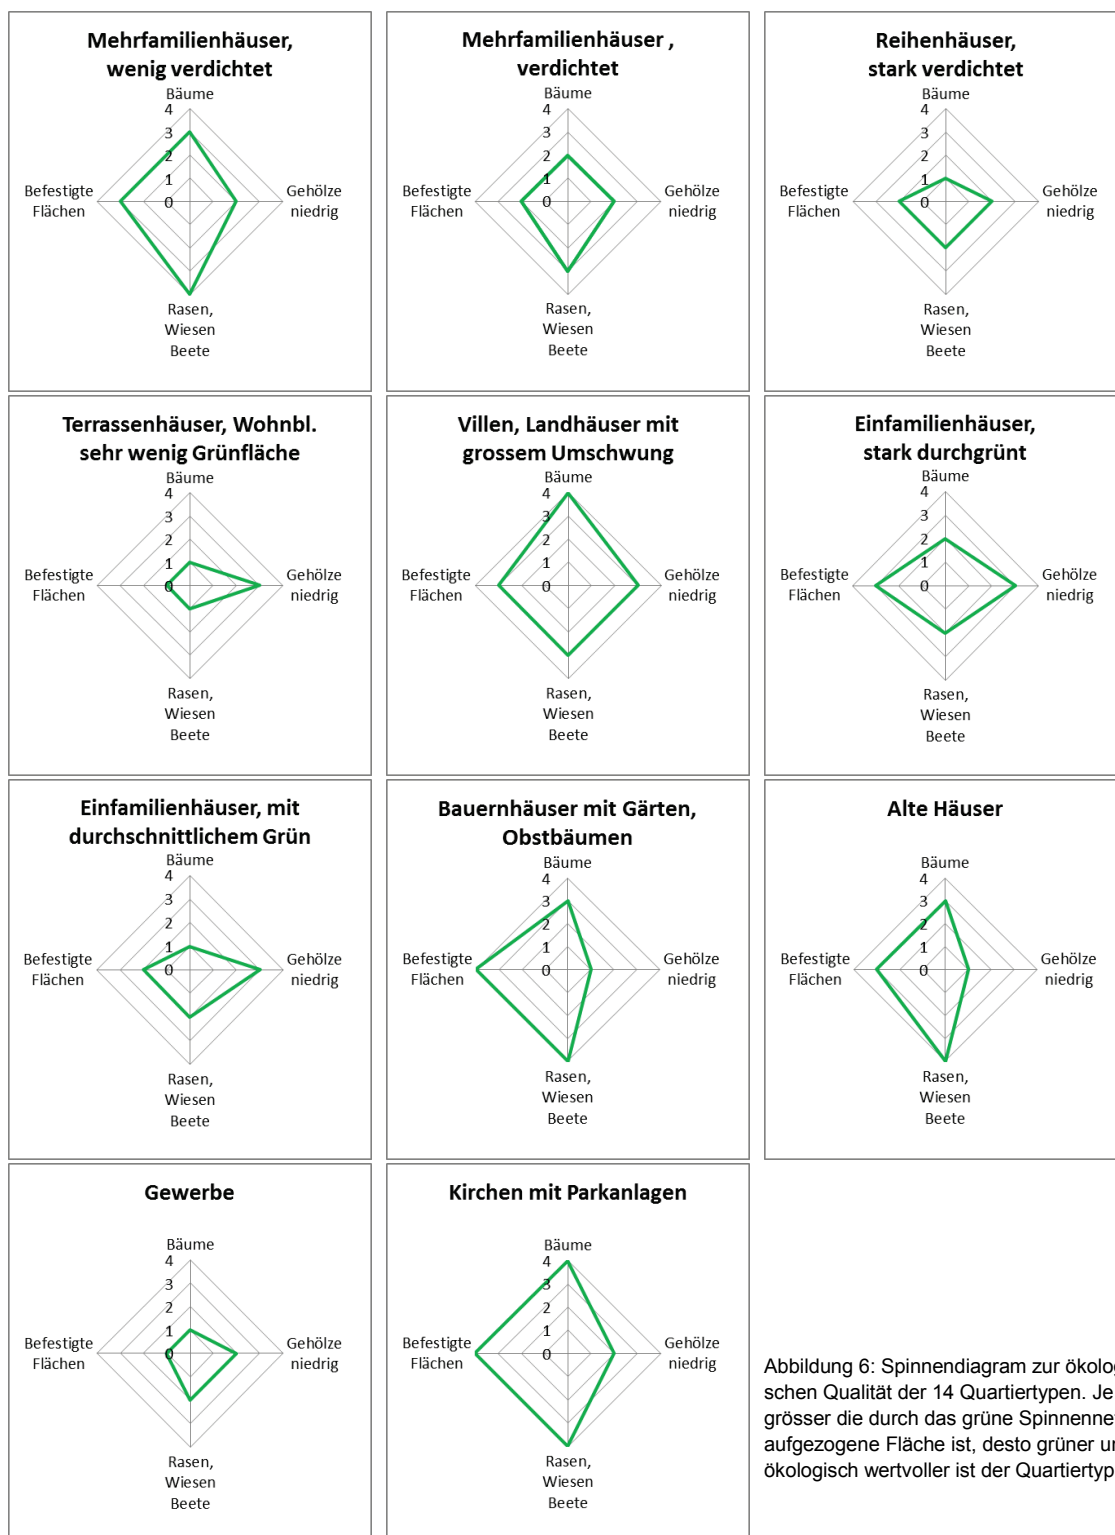 Mehrfamilienhäuser,
wenig verdichtet
Bäume
4
3
2
1
0
Befestigte
Flächen
Gehölze
niedrig
Rasen,
Wiesen
Beete
Mehrfamilienhäuser ,
verdichtet
Bäume
4
3
2
1
0
Befestigte
Flächen
Gehölze
niedrig
Rasen,
Wiesen
Beete
Reihenhäuser,
stark verdichtet
Bäume
4
3
2
1
0
Befestigte
Flächen
Gehölze
niedrig
Rasen,
Wiesen
Beete
Terrassenhäuser, Wohnbl.
sehr wenig Grünfläche
Bäume
4
3
2
1
0
Befestigte
Flächen
Gehölze
niedrig
Rasen,
Wiesen
Beete
Villen, Landhäuser mit
grossem Umschwung
Bäume
4
3
2
1
0
Befestigte
Flächen
Gehölze
niedrig
Rasen,
Wiesen
Beete
Einfamilienhäuser,
stark durchgrünt
Bäume
4
3
2
1
0
Befestigte
Flächen
Gehölze
niedrig
Rasen,
Wiesen
Beete
Einfamilienhäuser, mit
durchschnittlichem Grün
Bäume
4
3
2
1
0
Befestigte
Flächen
Gehölze
niedrig
Rasen,
Wiesen
Beete
Bauernhäuser mit Gärten,
Obstbäumen
Bäume
4
3
2
1
0
Befestigte
Flächen
Gehölze
niedrig
Rasen,
Wiesen
Beete
Alte Häuser
Bäume
4
3
2
1
0
Befestigte
Flächen
Gehölze
niedrig
Rasen,
Wiesen
Beete
Gewerbe
Bäume
4
3
2
1
0
Befestigte
Flächen
Gehölze
niedrig
Rasen,
Wiesen
Beete
Kirchen mit Parkanlagen
Bäume
4
3
2
1
0
Befestigte
Flächen
Gehölze
niedrig
Rasen,
Wiesen
Beete
Abbildung 6: Spinnendiagram zur ökolog
schen Qualität der 14 Quartiertypen. Je
grösser die durch das grüne Spinnenne
aufgezogene Fläche ist, desto grüner u
ökologisch wertvoller ist der Quartiertyp